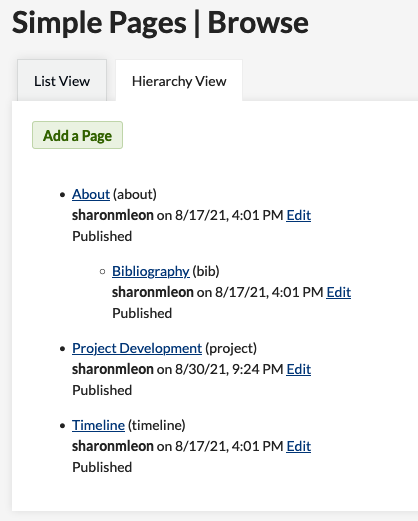 Simple Pages | Browse
List View
Hierarchy View
Add a Page
• About (about)
sharonmleon on 8/17/21, 4:01 PM Edit
Published
◦ Bibliography (bib)
sharonmleon on 8/17/21, 4:01 PM Edit
Published
• Project Development (project)
sharonmleon on 8/30/21, 9:24 PM Edit
Published
• Timeline (timeline)
sharonmleon on 8/17/21, 4:01 PM Edit
Published